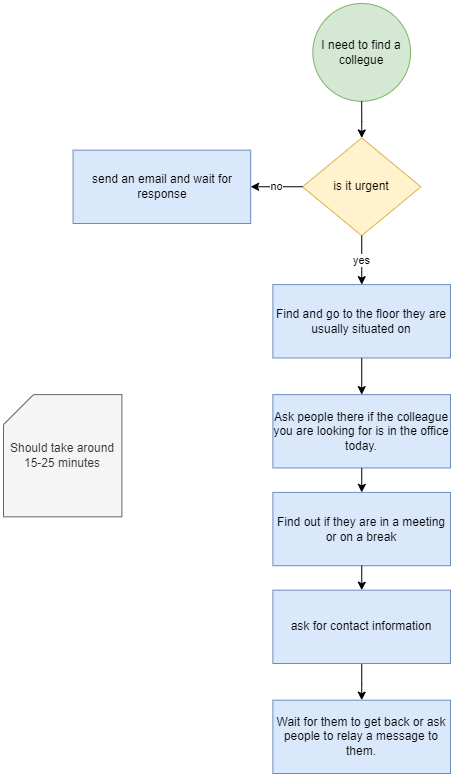 I need to find a
collegue
is it urgent
no
send an email and wait for
response
yes
Find and go to the floor they are
usually situated on
Ask people there if the colleague
you are looking for is in the office
today.
Should take around
15-25 minutes
Find out if they are in a meeting
or on a break
ask for contact information
Wait for them to get back or ask
people to relay a message to
them.